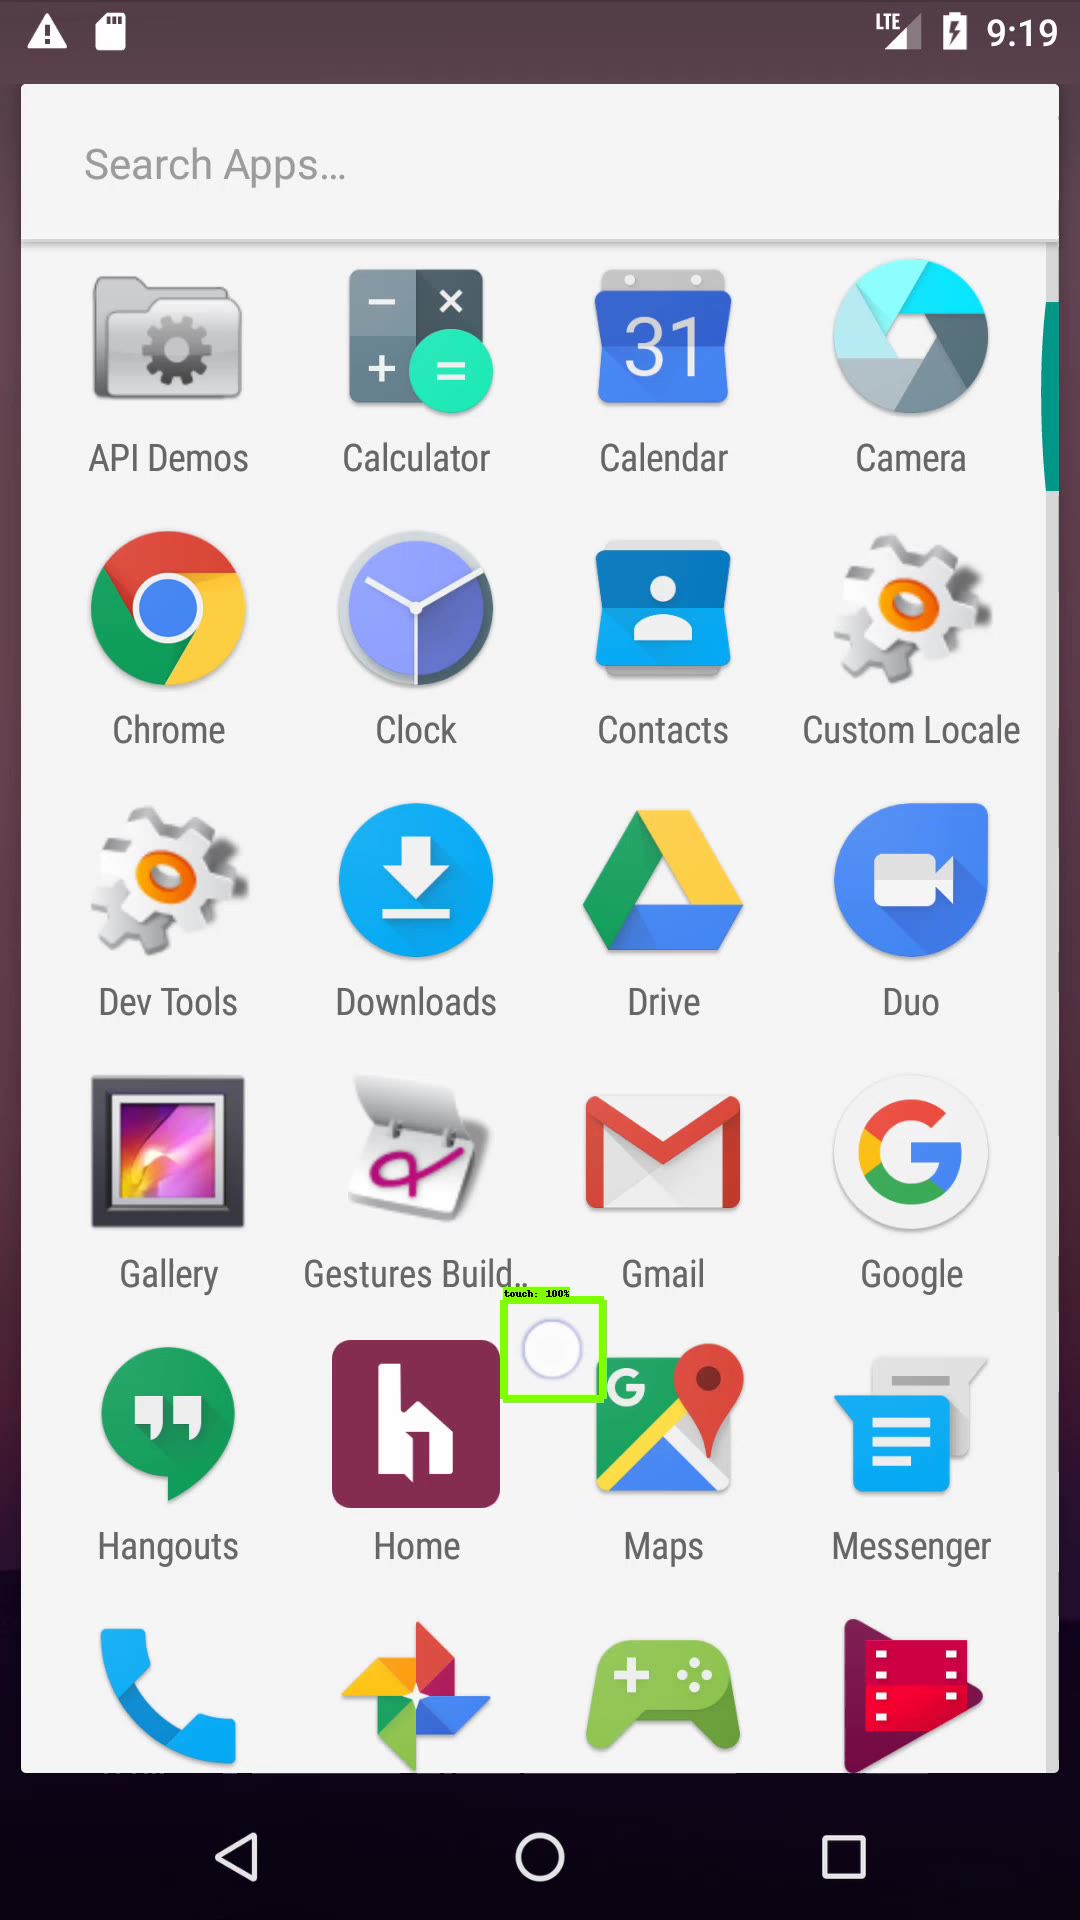 LTE 9:19
Search Apps...
31
API Demos Calculator Calendar Camera
Chrome Clock Contacts Custom Locale
Dev Tools Downloads Drive Duo
G
Gallery Gestures Build.. Gmail Google
touch: 100%
G
Hangouts Home Maps Messenger